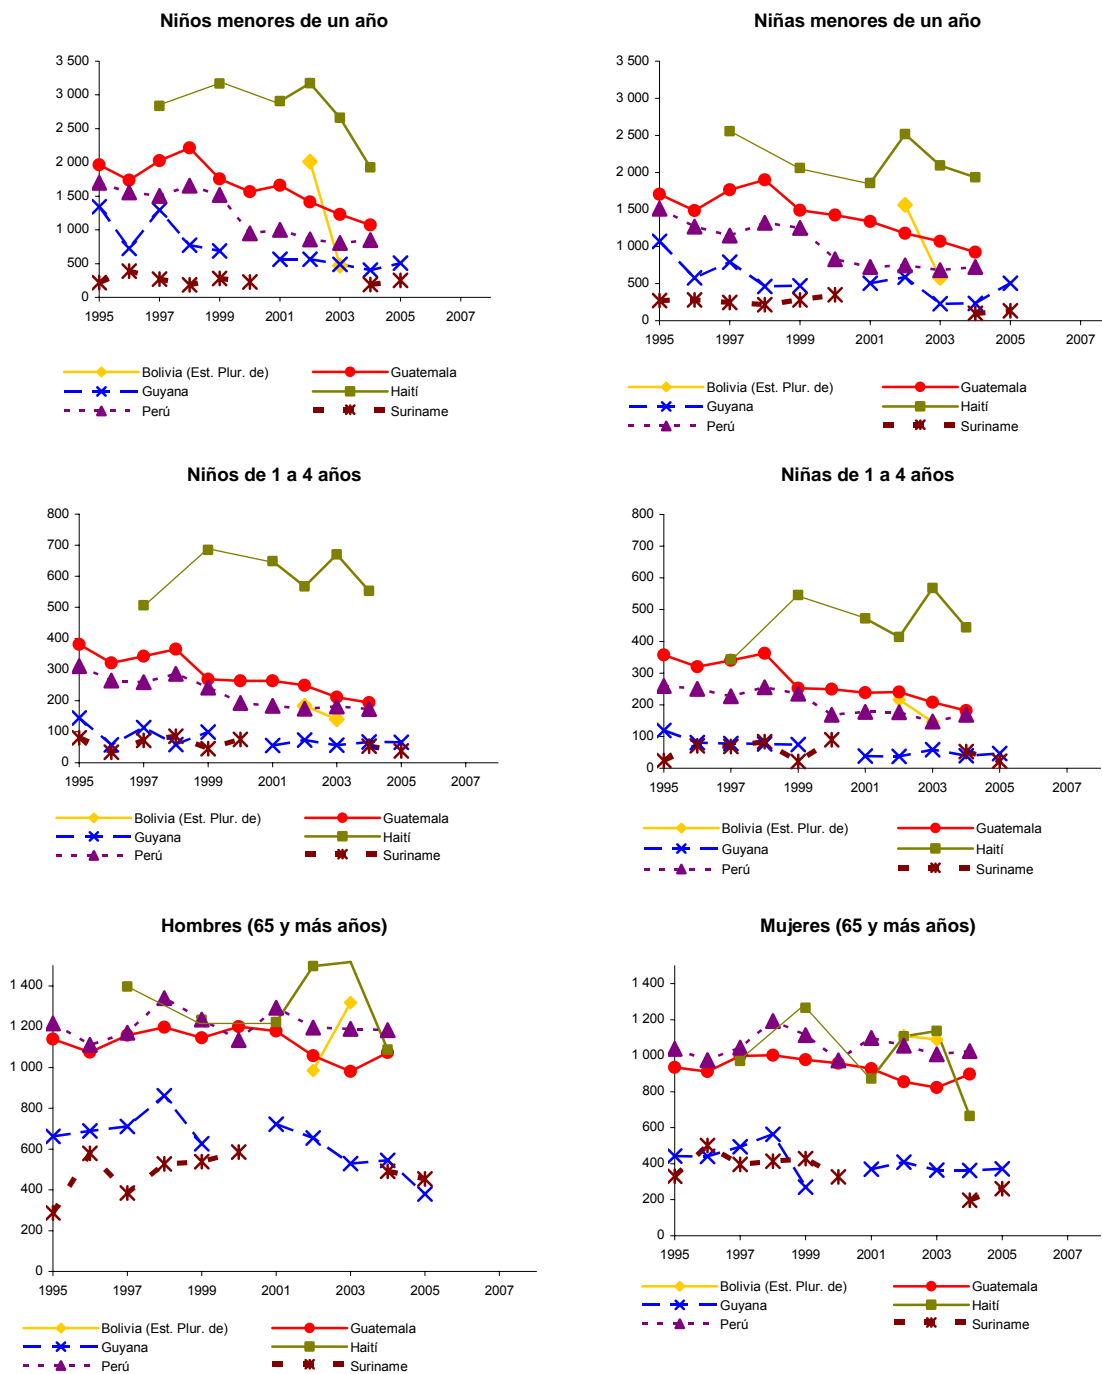 Niños menores de un año
3 500
3 000
2 500
2 000
1 500
1 000
500
0
1995 1997 1999 2001 2003 2005 2007
Bolivia (Est. Plur. de) Guatemala
Guyana Haití
Perú Suriname
Niñas menores de un año
3 500
3 000
2 500
2 000
1 500
1 000
500
0
1995 1997 1999 2001 2003 2005 2007
Bolivia (Est. Plur. de) Guatemala
Guyana Haití
Perú Suriname
Niños de 1 a 4 años
800
700
600
500
400
300
200
100
0
1995 1997 1999 2001 2003 2005 2007
Bolivia (Est. Plur. de) Guatemala
Guyana Haití
Perú Suriname
Niñas de 1 a 4 años
800
700
600
500
400
300
200
100
0
1995 1997 1999 2001 2003 2005 2007
Bolivia (Est. Plur. de) Guatemala
Guyana Haití
Perú Suriname
Hombres (65 y más años)
1 400
1 200
1 000
800
600
400
200
0
1995 1997 1999 2001 2003 2005 2007
Bolivia (Est. Plur. de) Guatemala
Guyana Haití
Perú Suriname
Mujeres (65 y más años)
1 400
1 200
1 000
800
600
400
200
0
1995 1997 1999 2001 2003 2005 2007
Bolivia (Est. Plur. de) Guatemala
Guyana Haití
Perú Suriname